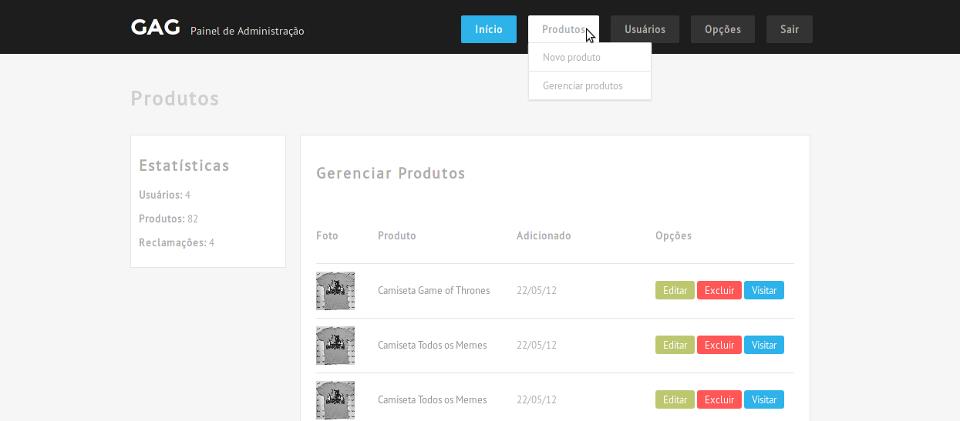 GAG Painel de Administração
Início Produtos Usuários Opções Sair
Novo produto
Gerenciar produtos
Produtos
Estatísticas
Usuários: 4
Produtos: 82
Reclamações: 4
Gerenciar Produtos
Foto Produto Adicionado Opções
Camiseta Game of Thrones 22/05/12 Editar Excluir Visitar
Camiseta Todos os Memes 22/05/12 Editar Excluir Visitar
Camiseta Todos os Memes 22/05/12 Editar Excluir Visitar